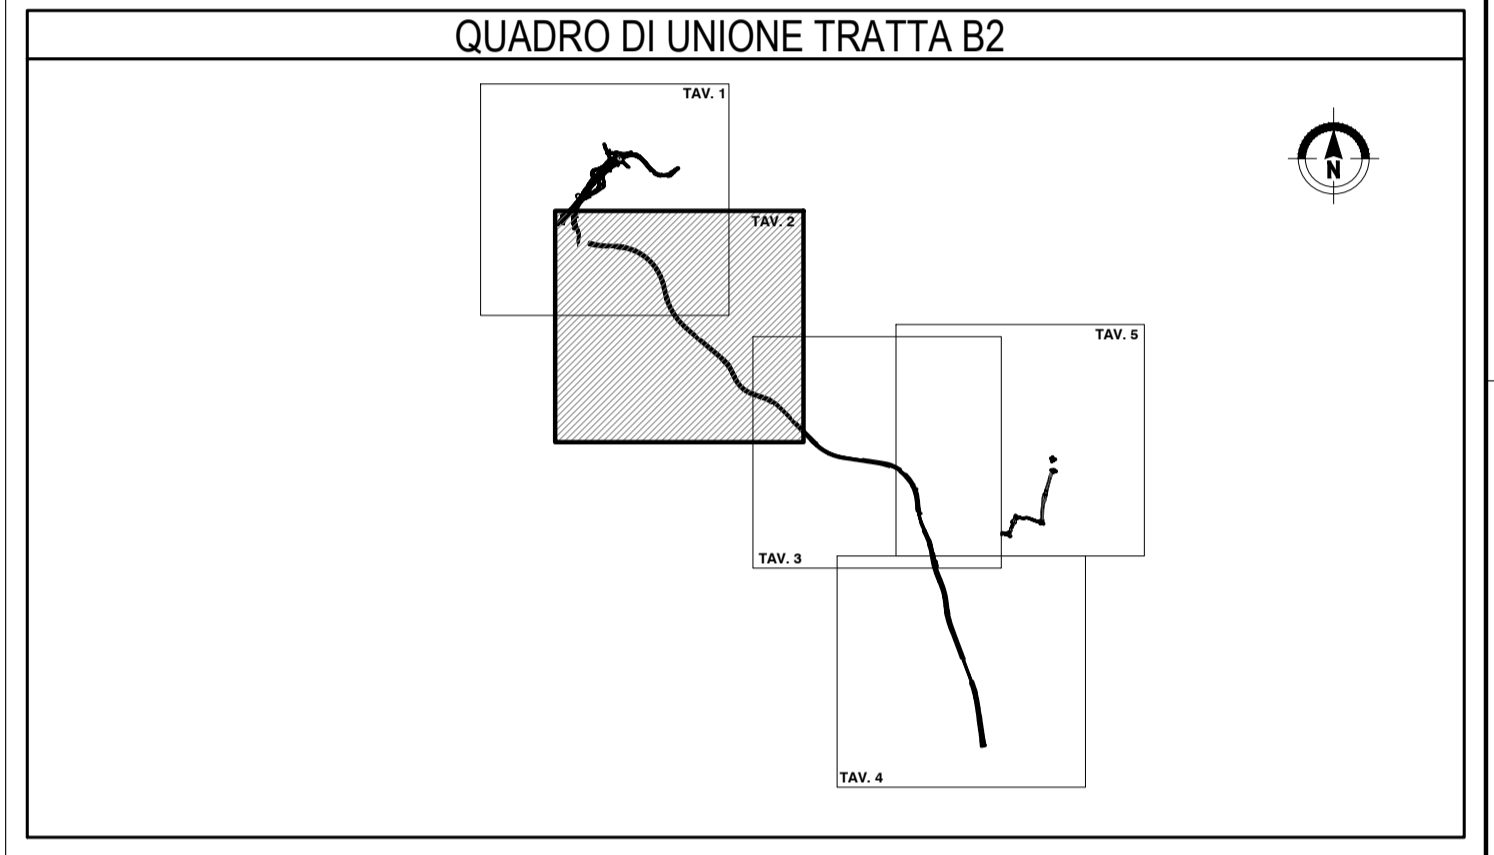 QUADRO DI UNIONE TRATTA B2
TAV. 1
N
TAV. 2
TAV. 5
TAV. 3
TAV. 4